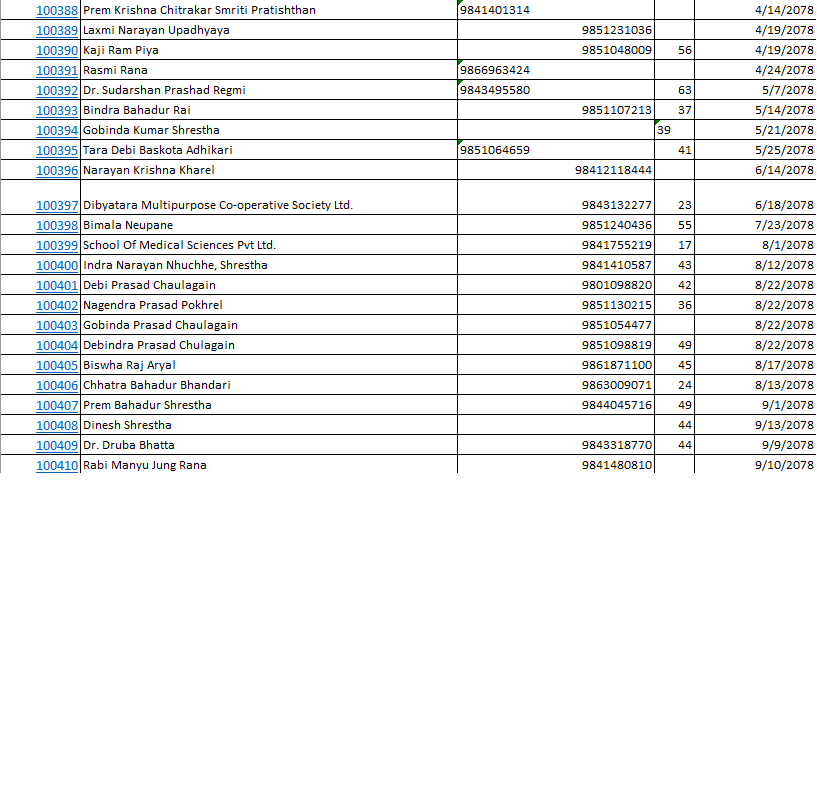 100388 Prem Krishna Chitrakar Smriti Pratishthan 9841401314 4/14/2078
100389 Laxmi Narayan Upadhyaya 9851231036 4/19/2078
100390 Kaji Ram Piya 9851048009 56 4/19/2078
100391 Rasmi Rana 9866963424 4/24/2078
100392 Dr. Sudarshan Prashad Regmi 9843495580 63 5/7/2078
100393 Bindra Bahadur Rai 9851107213 37 5/14/2078
100394 Gobinda Kumar Shrestha 39 5/21/2078
100395 Tara Debi Baskota Adhikari 9851064659 41 5/25/2078
100396 Narayan Krishna Kharel 98412118444 6/14/2078
100397 Dibyatara Multipurpose Co-operative Society Ltd. 9843132277 23 6/18/2078
100398 Bimala Neupane 9851240436 55 7/23/2078
100399 School Of Medical Sciences Pvt Ltd. 9841755219 17 8/1/2078
100400 Indra Narayan Nhuchhe, Shrestha 9841410587 43 8/12/2078
100401 Debi Prasad Chaulagain 9801098820 42 8/22/2078
100402 Nagendra Prasad Pokhrel 9851130215 36 8/22/2078
100403 Gobinda Prasad Chaulagain 9851054477 8/22/2078
100404 Debindra Prasad Chulagain 9851098819 49 8/22/2078
100405 Biswha Raj Aryal 9861871100 45 8/17/2078
100406 Chhatra Bahadur Bhandari 9863009071 24 8/13/2078
100407 Prem Bahadur Shrestha 9844045716 49 9/1/2078
100408 Dinesh Shrestha 44 9/13/2078
100409 Dr. Druba Bhatta 9843318770 44 9/9/2078
100410 Rabi Manyu Jung Rana 9841480810 9/10/2078